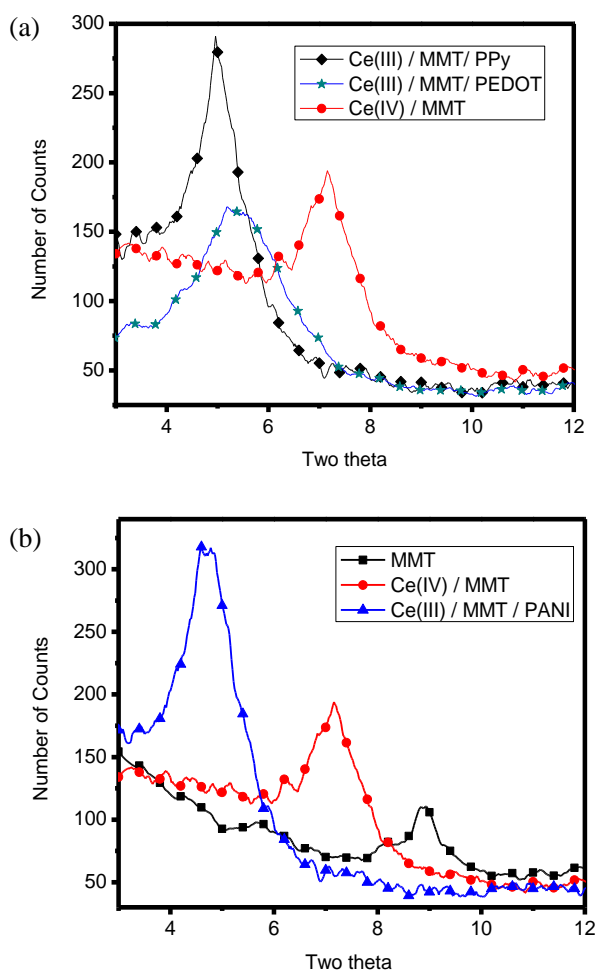 (a)
300
250
200
150
100
50
Number of Counts
Ce(III) / MMT/ PPy
Ce(III) / MMT/ PEDOT
Ce(IV) / MMT
4 6 8 10 12
Two theta
(b)
300
250
200
150
100
50
Number of Counts
MMT
Ce(IV) / MMT
Ce(III) / MMT / PANI
4 6 8 10 12
Two theta